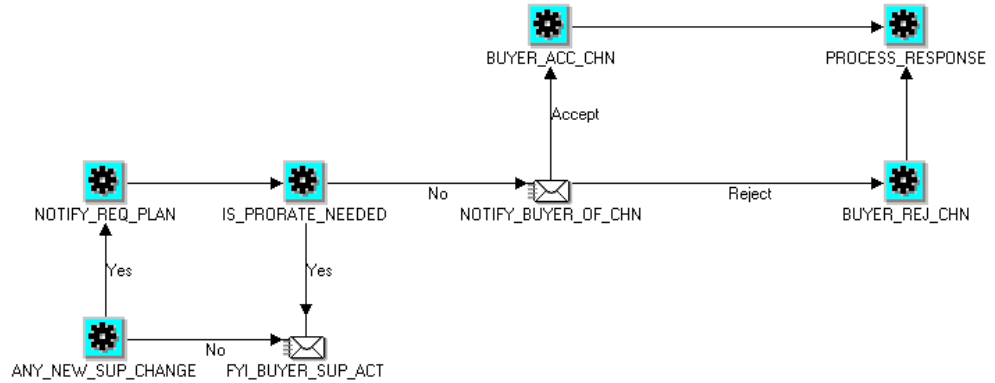 BUYER_ACC_CHN
PROCESS_RESPONSE
Accept
NOTIFY_REQ_PLAN
IS_PRORATE_NEEDED
No
NOTIFY_BUYER_OF_CHN
Reject
BUYER_REJ_CHN
Yes
Yes
ANY_NEW_SUP_CHANGE
No
FYI_BUYER_SUP_ACT